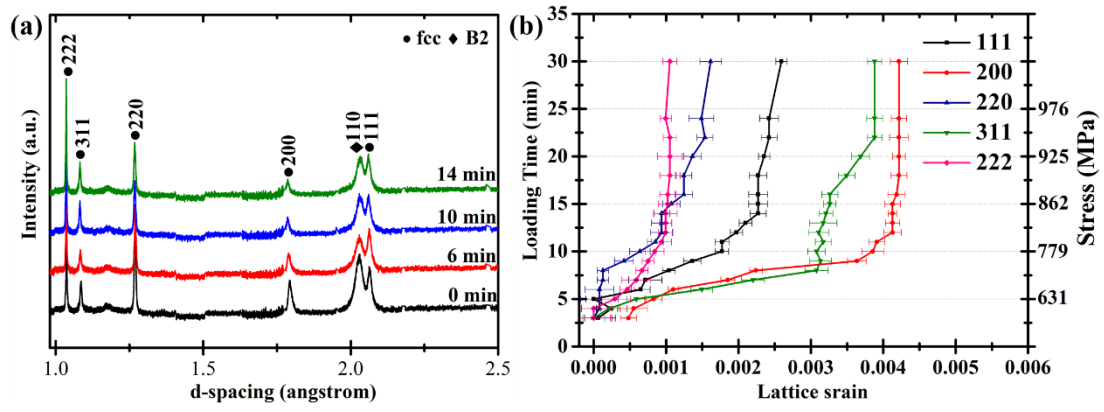 (a)
● fcc ◆ B2
222
311
220
200
110
111
14 min
10 min
6 min
0 min
Intensity (a.u.)
1.0 1.5 2.0 2.5
d-spacing (angstrom)
(b)
111
200
220
311
222
35
30
25
20
15
10
5
0
Loading Time (min)
976
925
862
779
631
Stress (MPa)
0.000 0.001 0.002 0.003 0.004 0.005 0.006
Lattice srain